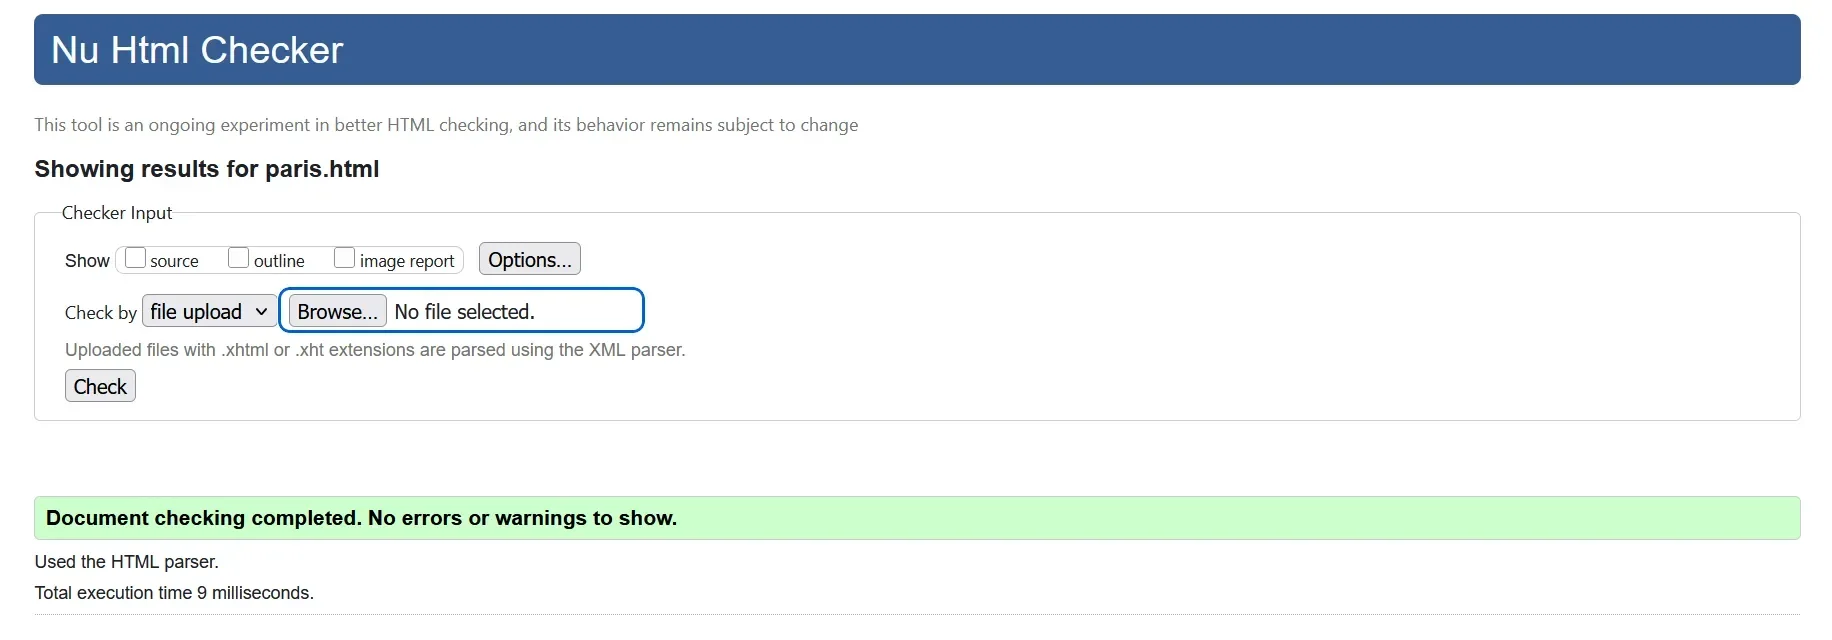 Nu Html Checker
This tool is an ongoing experiment in better HTML checking, and its behavior remains subject to change
Showing results for paris.html
Checker Input
Show source outline image report Options...
Check by file upload Browse... No file selected.
Uploaded files with .xhtml or .xht extensions are parsed using the XML parser.
Check
Document checking completed. No errors or warnings to show.
Used the HTML parser.
Total execution time 9 milliseconds.